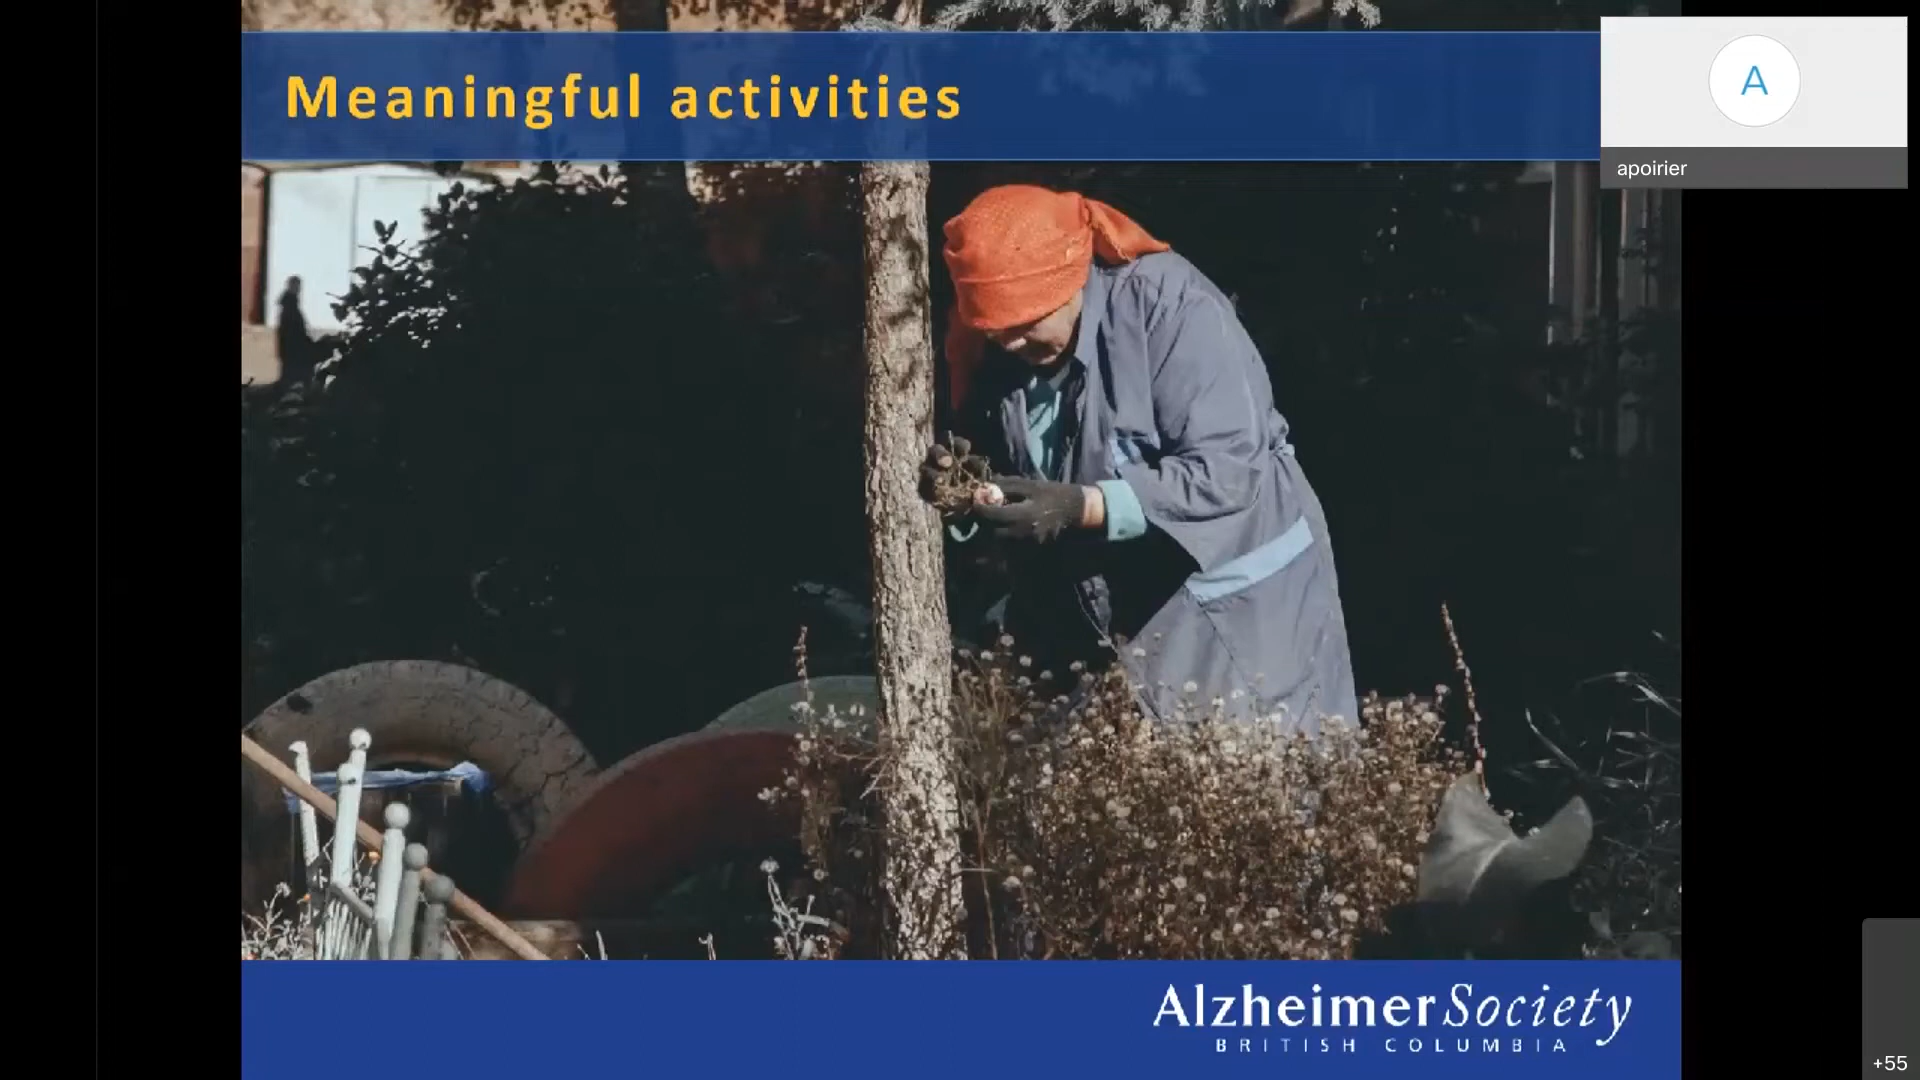 Meaningful activities
A
apoirier
AlzheimerSociety
BRITISH COLUMBIA
+55